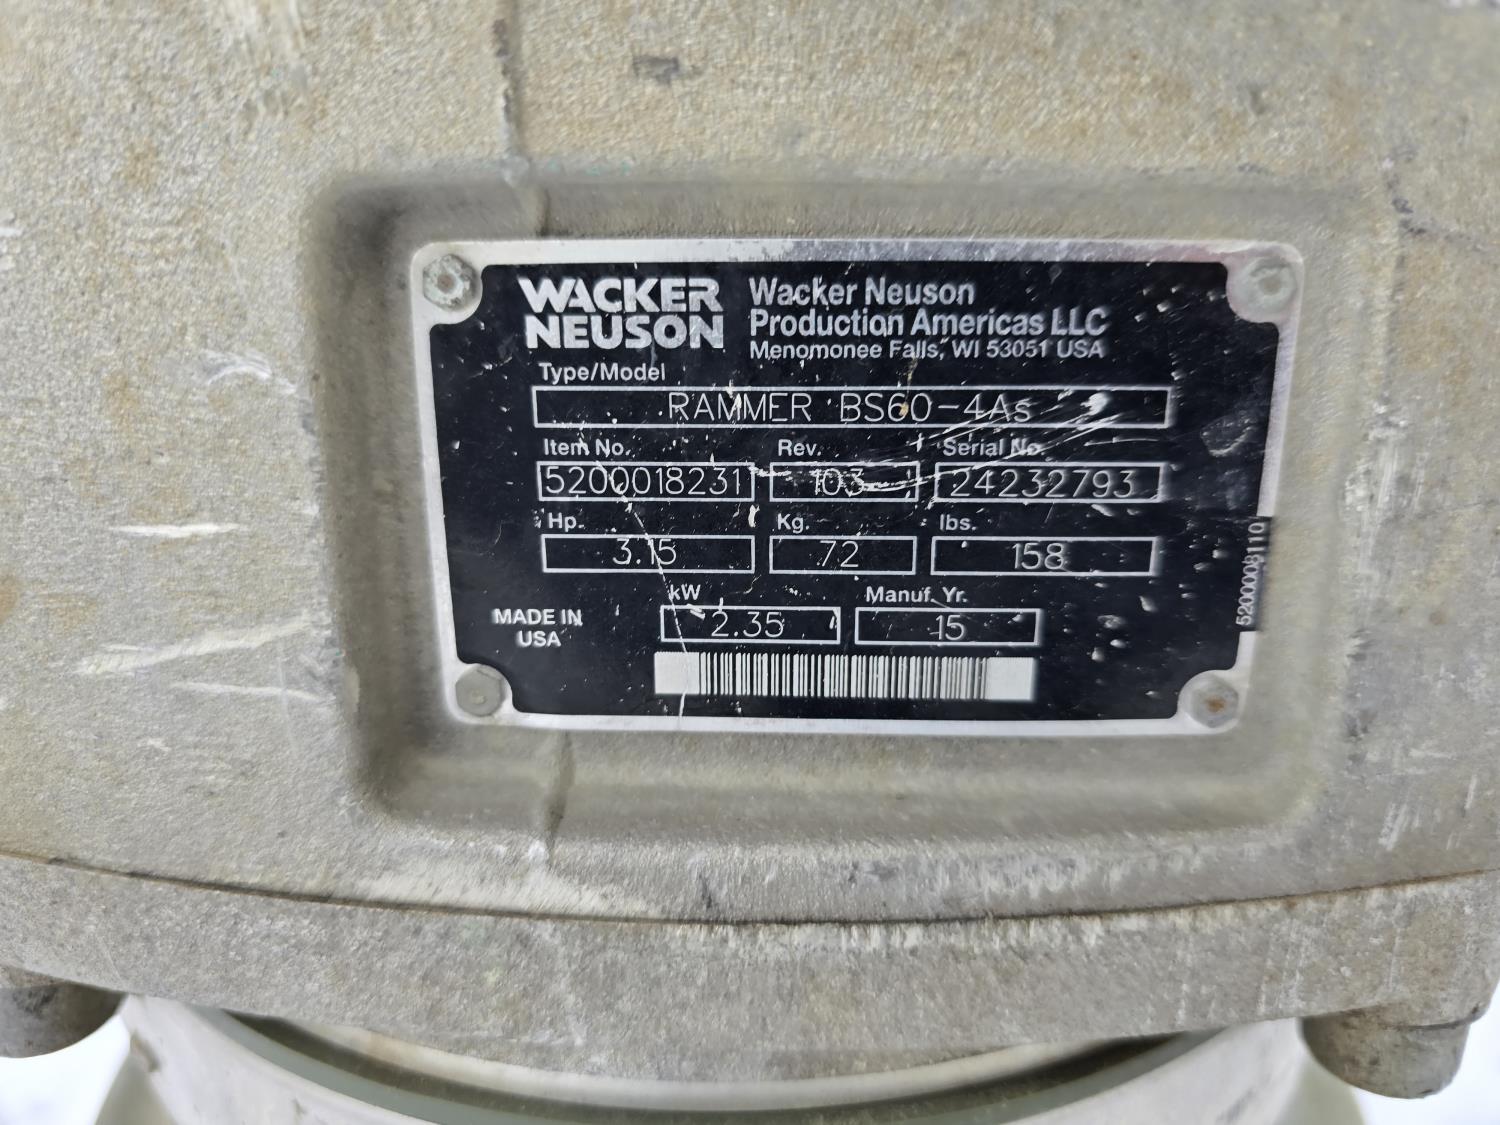 WACKER
NEUSON
Wacker Neuson
Production Americas LLC
Menomonee Falls, WI 53051 USA
Type/Model
RAMMER BS60-4As
Item No. Rev. Serial No.
5200018231 103 24232793
Hp. Kg. lbs.
3.15 72 158
kW Manuf. Yr.
2.35 15
MADE IN
USA
5200008110